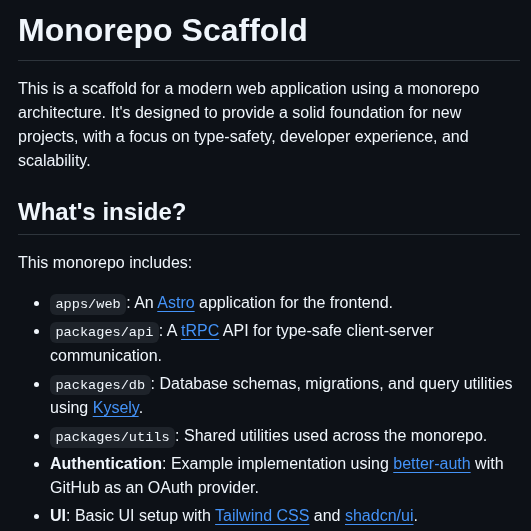 Monorepo Scaffold
This is a scaffold for a modern web application using a monorepo
architecture. It's designed to provide a solid foundation for new
projects, with a focus on type-safety, developer experience, and
scalability.
What's inside?
This monorepo includes:
• apps/web: An Astro application for the frontend.
• packages/api: A tRPC API for type-safe client-server
communication.
• packages/db: Database schemas, migrations, and query utilities
using Kysely.
• packages/utils: Shared utilities used across the monorepo.
• Authentication: Example implementation using better-auth with
GitHub as an OAuth provider.
• UI: Basic UI setup with Tailwind CSS and shadcn/ui.